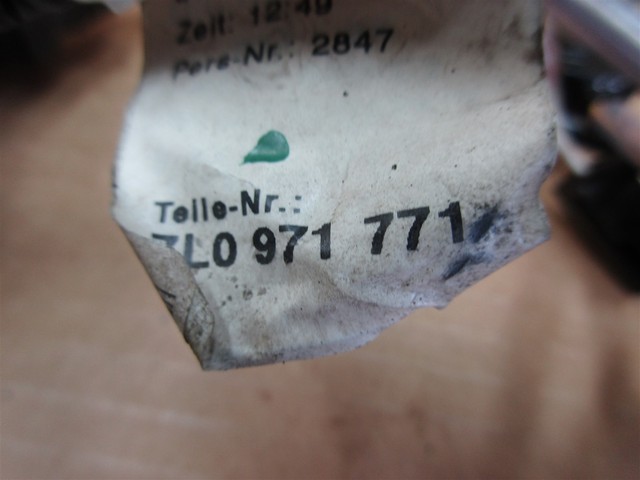 Zeit: 12:49
Pers-Nr.: 2847
Teile-Nr.:
7L0 971 771